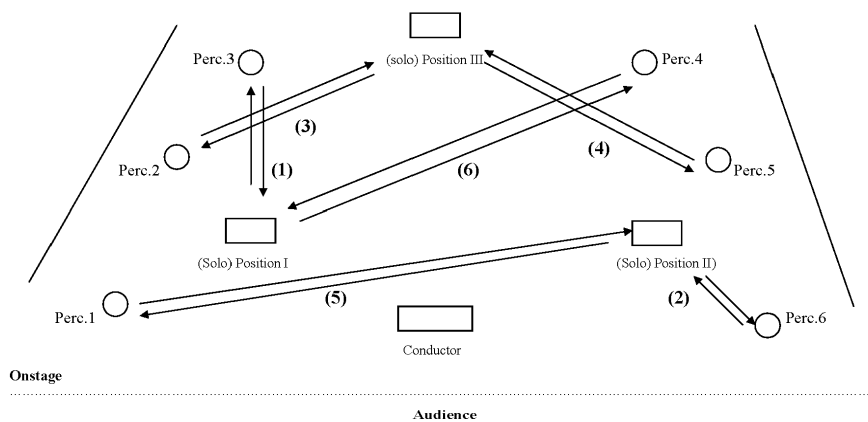 Perc.3
(solo) Position III
Perc.4
(3)
(4)
Perc.2
(1)
(6)
Perc.5
(Solo) Position I
(Solo) Position II)
(5)
(2)
Perc.1
Perc.6
Conductor
Onstage
Audience